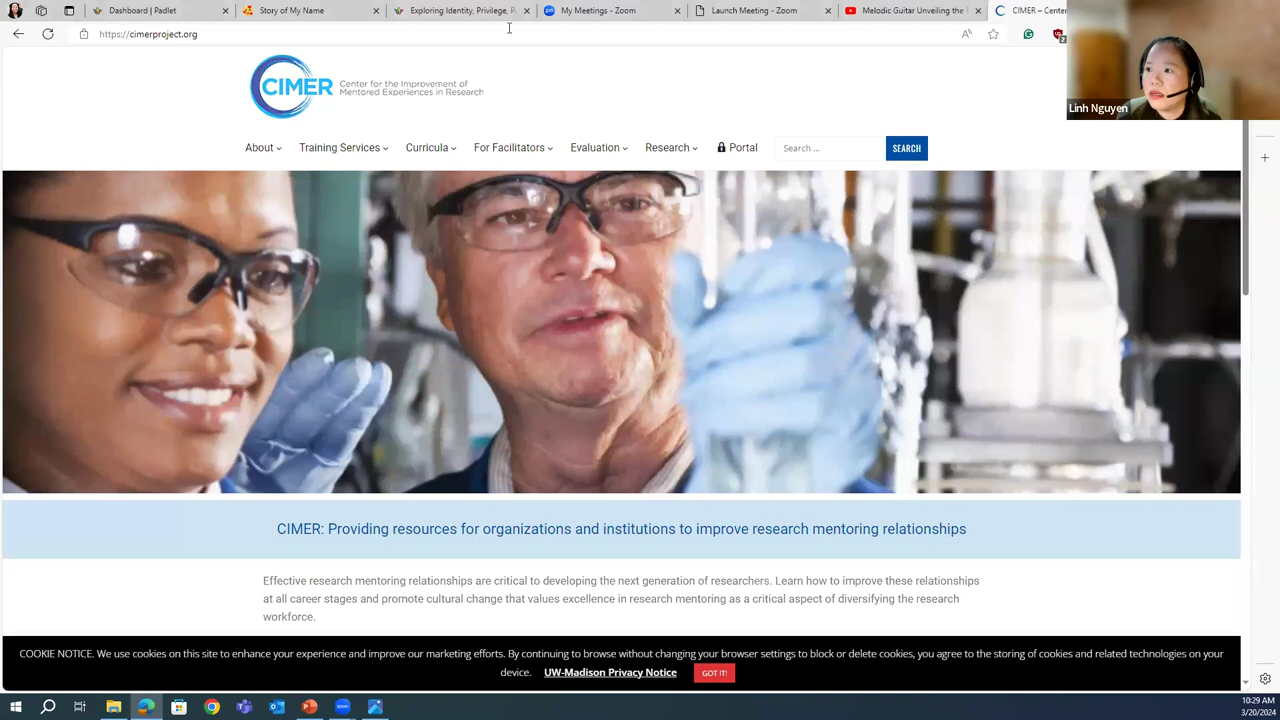 Dashboard | Padlet
Story of My Name
Exploring Identity, Privilege, P
My Meetings - Zoom
Launch Meeting - Zoom
Melodic Guitar Unveiling the
CIMER – Cente
https://cimerproject.org
CIMER
Center for the Improvement of
Mentored Experiences in Research
Linh Nguyen
About
Training Services
Curricula
For Facilitators
Evaluation
Research
Portal
Search ...
SEARCH
CIMER: Providing resources for organizations and institutions to improve research mentoring relationships
Effective research mentoring relationships are critical to developing the next generation of researchers. Learn how to improve these relationships
at all career stages and promote cultural change that values excellence in research mentoring as a critical aspect of diversifying the research
workforce.
COOKIE NOTICE. We use cookies on this site to enhance your experience and improve our marketing efforts. By continuing to browse without changing your browser settings to block or delete cookies, you agree to the storing of cookies and related technologies on your
device. UW-Madison Privacy Notice GOT IT!
10:29 AM
3/20/2024